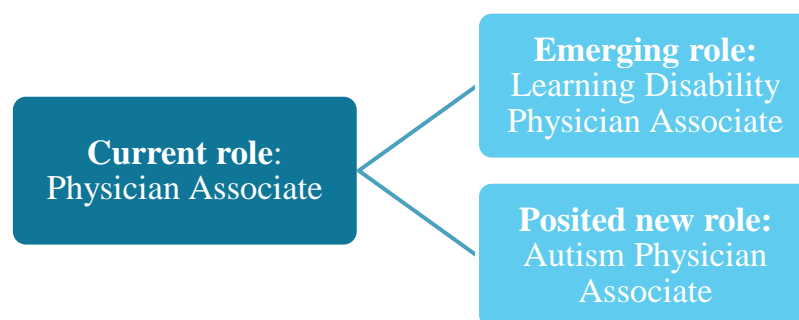 Current role:
Physician Associate
Emerging role:
Learning Disability
Physician Associate
Posited new role:
Autism Physician
Associate